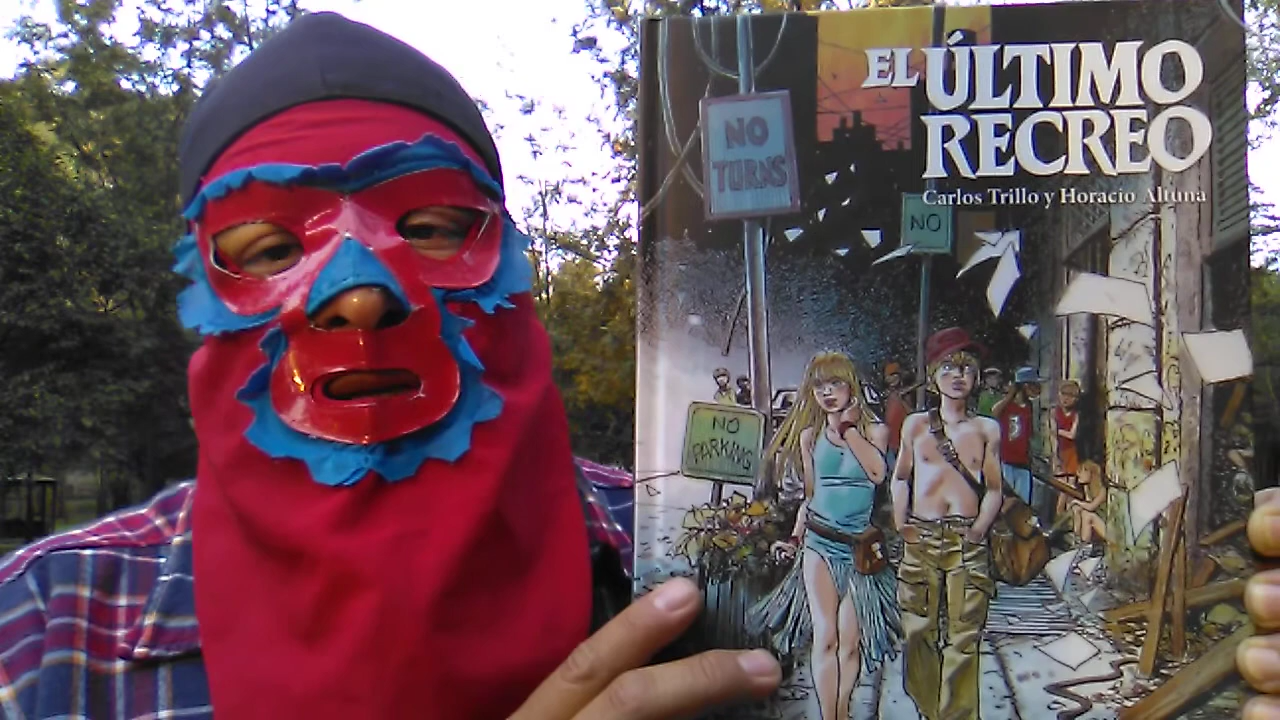 EL ÚLTIMO
RECREO
Carlos Trillo y Horacio Altuna
NO
TURNS
NO
NO
PARKING